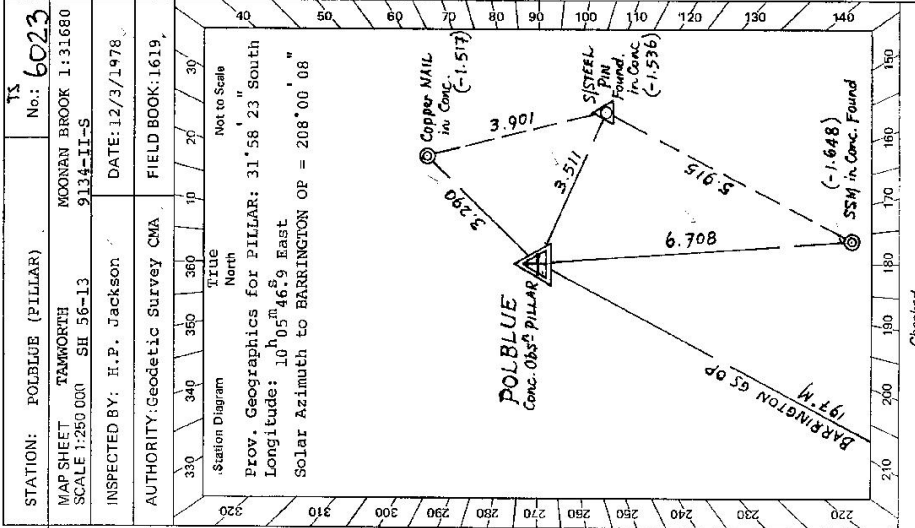 STATION: POLBLUE (PILLAR)
TS No.: 6023
MAP SHEET TAMWORTH MOONAN BROOK 1:31680
SCALE 1:250 000 SH 56-13 9134-II-S
INSPECTED BY: H.P. Jackson DATE: 12/3/1978
AUTHORITY: Geodetic Survey CMA FIELD BOOK: 1619
330 340 350 360 10 20 30
Station Diagram True North Not to Scale
Prov. Geographics for PILLAR: 31°58'23" South
Longitude: 10h05m46.9s East
Solar Azimuth to BARRINGTON OP = 208°00'08"
320
310
300
290
280
270
260
250
240
230
220
40
50
60
70
80
90
100
110
120
130
140
Copper NAIL
in Conc.
(-1.517)
3.290
3.901
POLBLUE
Conc. Obsn PILLAR
3.511
S/STEEL
PIN
Found.
in Conc
(-1.536)
6.708
5.915
BARRINGTON GS OP
197°M
(-1.648)
SSM in Conc. Found
210 200 190 180 170 160 150
Checked